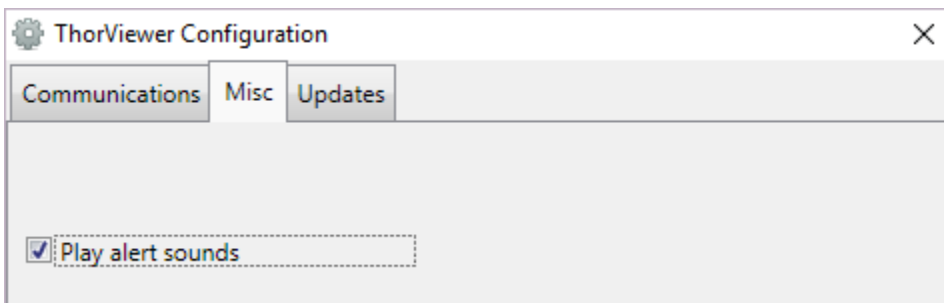 ThorViewer Configuration
Communications Misc Updates
Play alert sounds